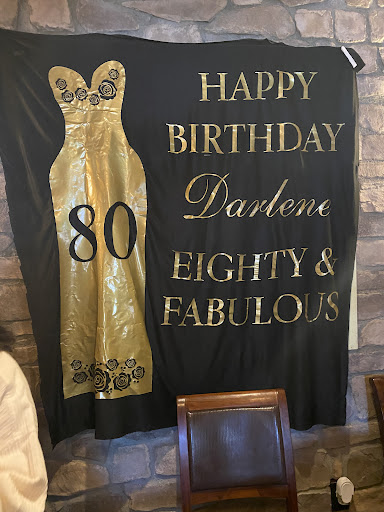 HAPPY
BIRTHDAY
Darlene
80
EIGHTY &
FABULOUS